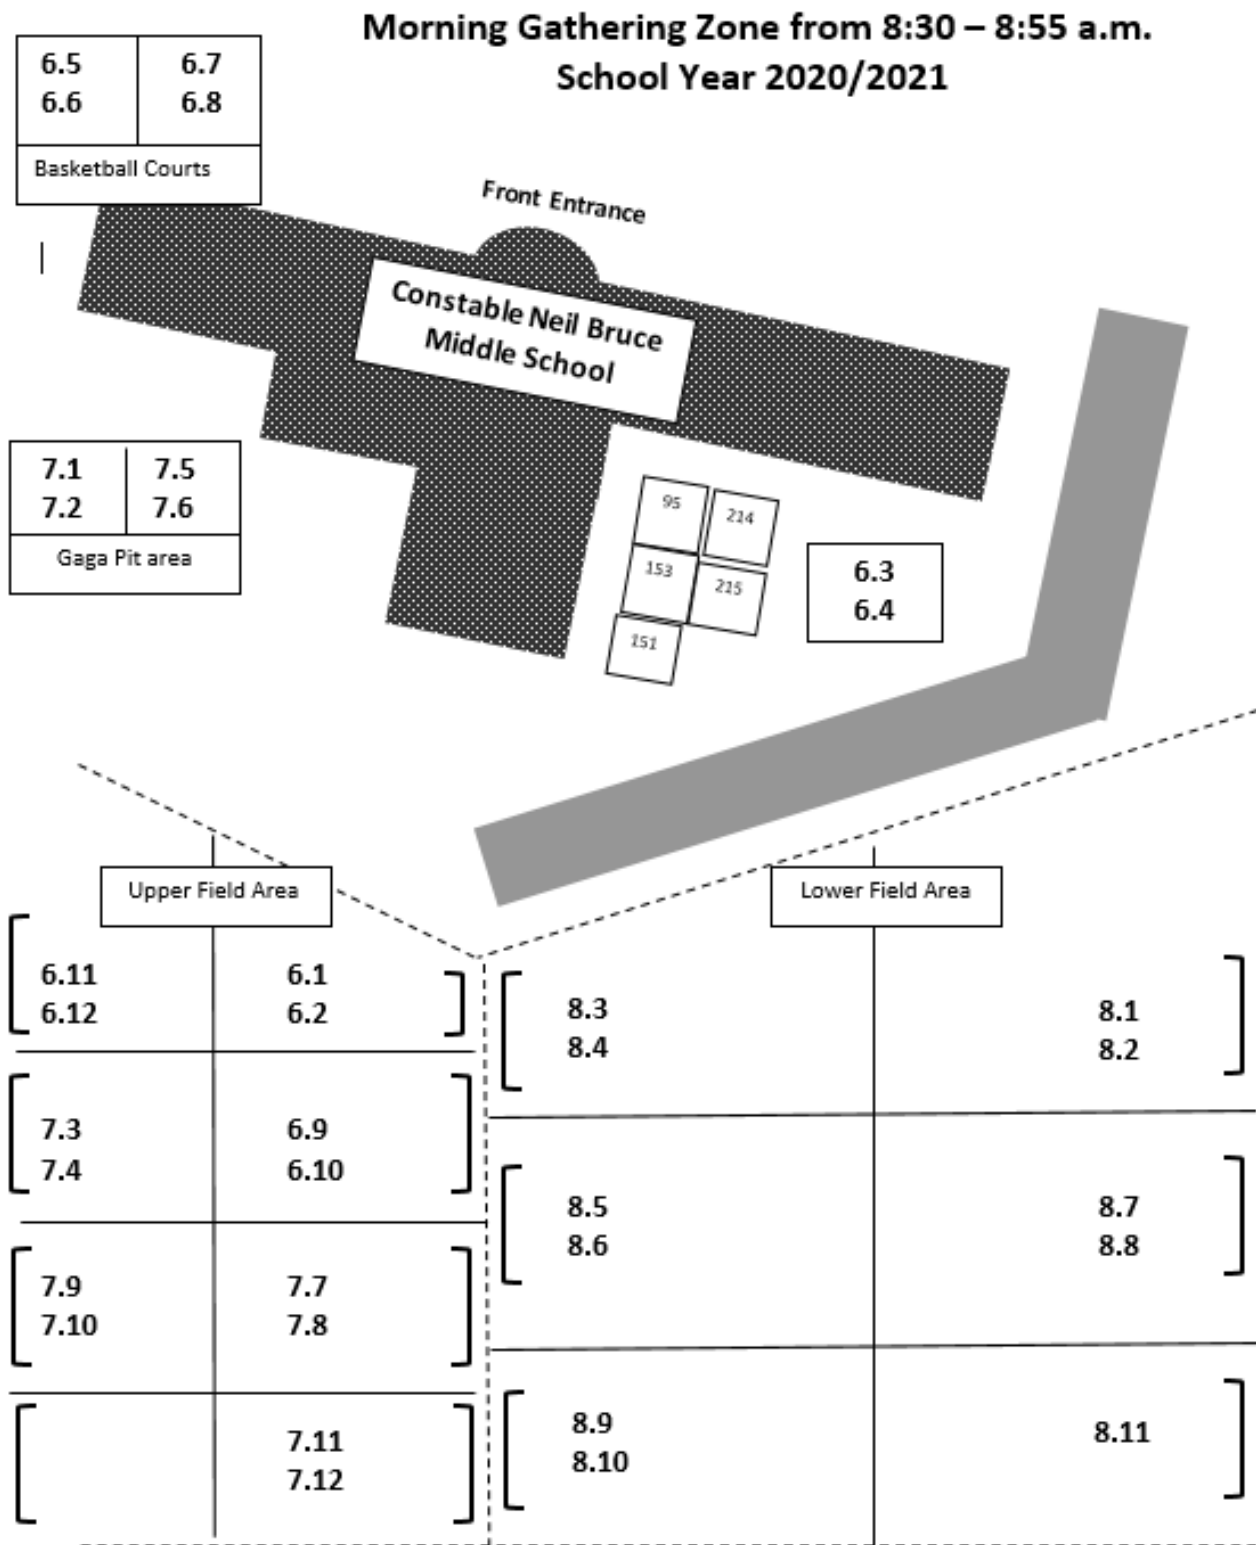 Morning Gathering Zone from 8:30 – 8:55 a.m.
School Year 2020/2021
6.5 6.7
6.6 6.8
Basketball Courts
Front Entrance
Constable Neil Bruce
Middle School
7.1 7.5
7.2 7.6
Gaga Pit area
95 214
153 215
151
6.3
6.4
Upper Field Area
6.11 6.1
6.12 6.2
7.3 6.9
7.4 6.10
7.9 7.7
7.10 7.8
7.11
7.12
Lower Field Area
8.3 8.1
8.4 8.2
8.5 8.7
8.6 8.8
8.9 8.11
8.10